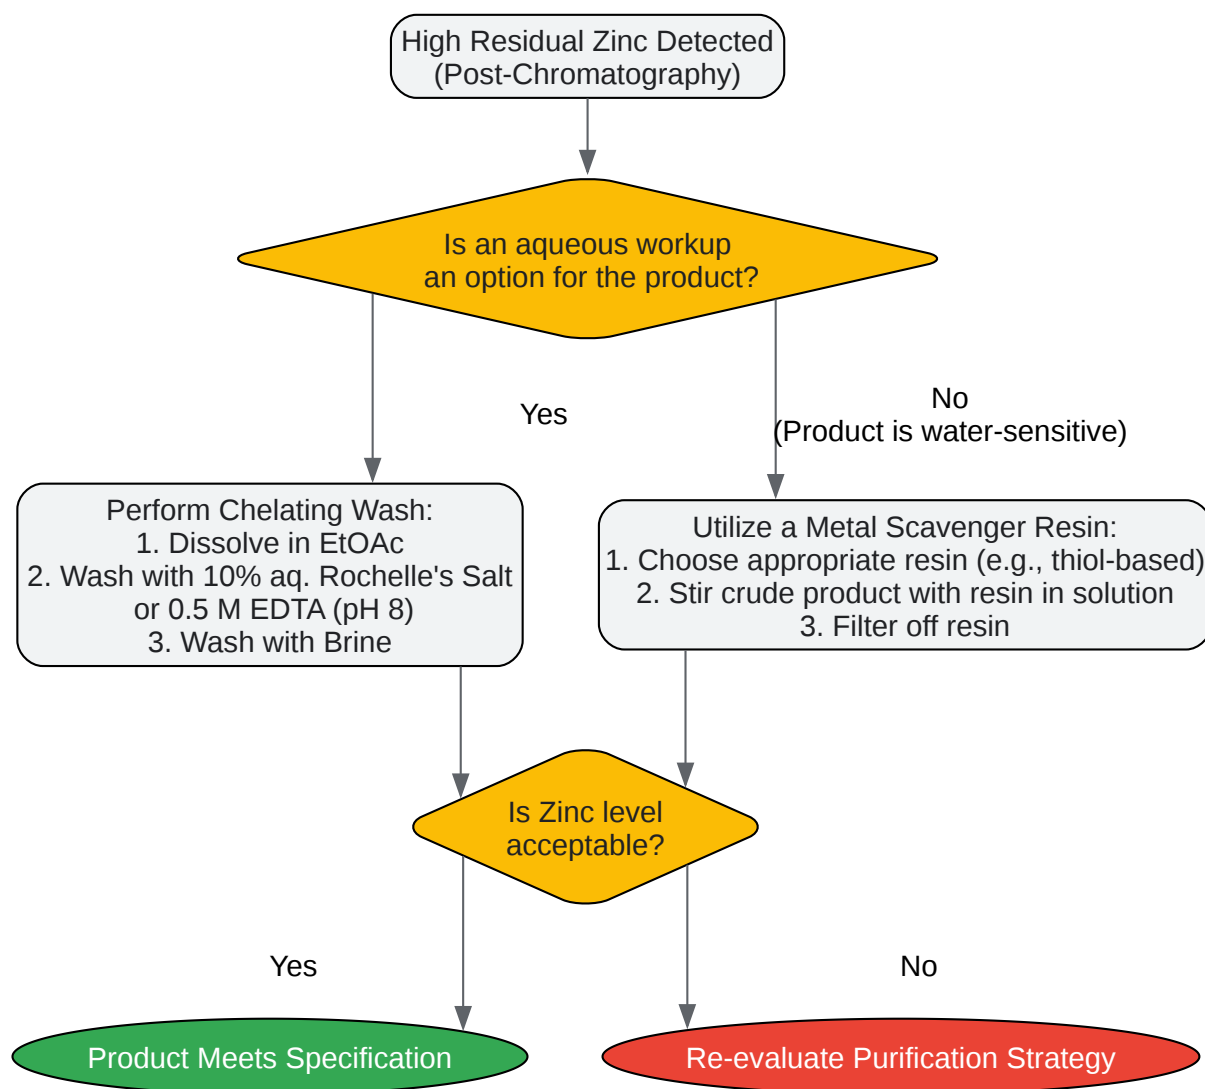 High Residual Zinc Detected
(Post-Chromatography)
Is an aqueous workup
an option for the product?
Yes
No
(Product is water-sensitive)
Perform Chelating Wash:
1. Dissolve in EtOAc
2. Wash with 10% aq. Rochelle's Salt
or 0.5 M EDTA (pH 8)
3. Wash with Brine
Utilize a Metal Scavenger Resin:
1. Choose appropriate resin (e.g., thiol-based)
2. Stir crude product with resin in solution
3. Filter off resin
Is Zinc level
acceptable?
Yes
No
Product Meets Specification
Re-evaluate Purification Strategy